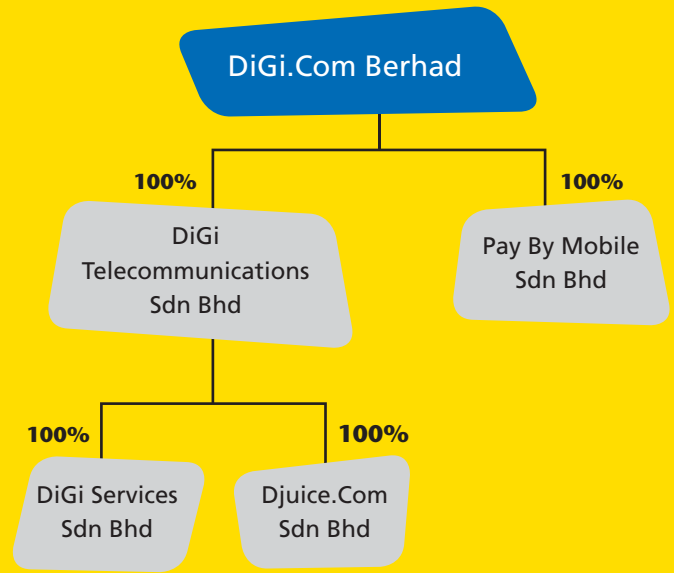 DiGi.Com Berhad
100%
100%
DiGi
Telecommunications
Sdn Bhd
Pay By Mobile
Sdn Bhd
100%
100%
DiGi Services
Sdn Bhd
Djuice.Com
Sdn Bhd